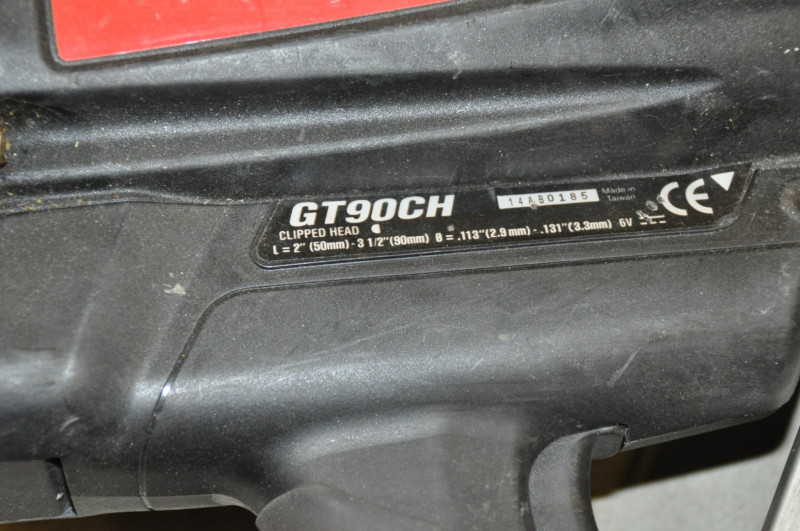 GT90CH 14AB0185 Made in Taiwan CE
CLIPPED HEAD
L = 2" (50mm) - 3 1/2" (90mm) B = .113" (2.9mm) - .131" (3.3mm) 6V